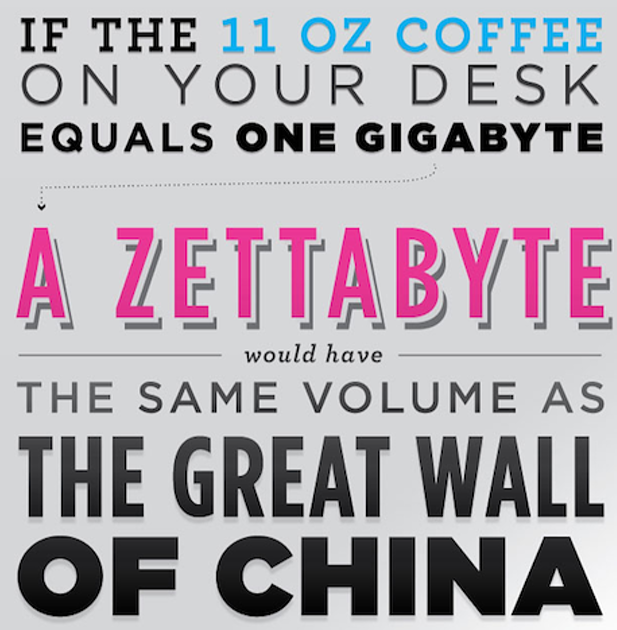 IF THE 11 OZ COFFEE
ON YOUR DESK
EQUALS ONE GIGABYTE
A ZETTABYTE
would have
THE SAME VOLUME AS
THE GREAT WALL
OF CHINA